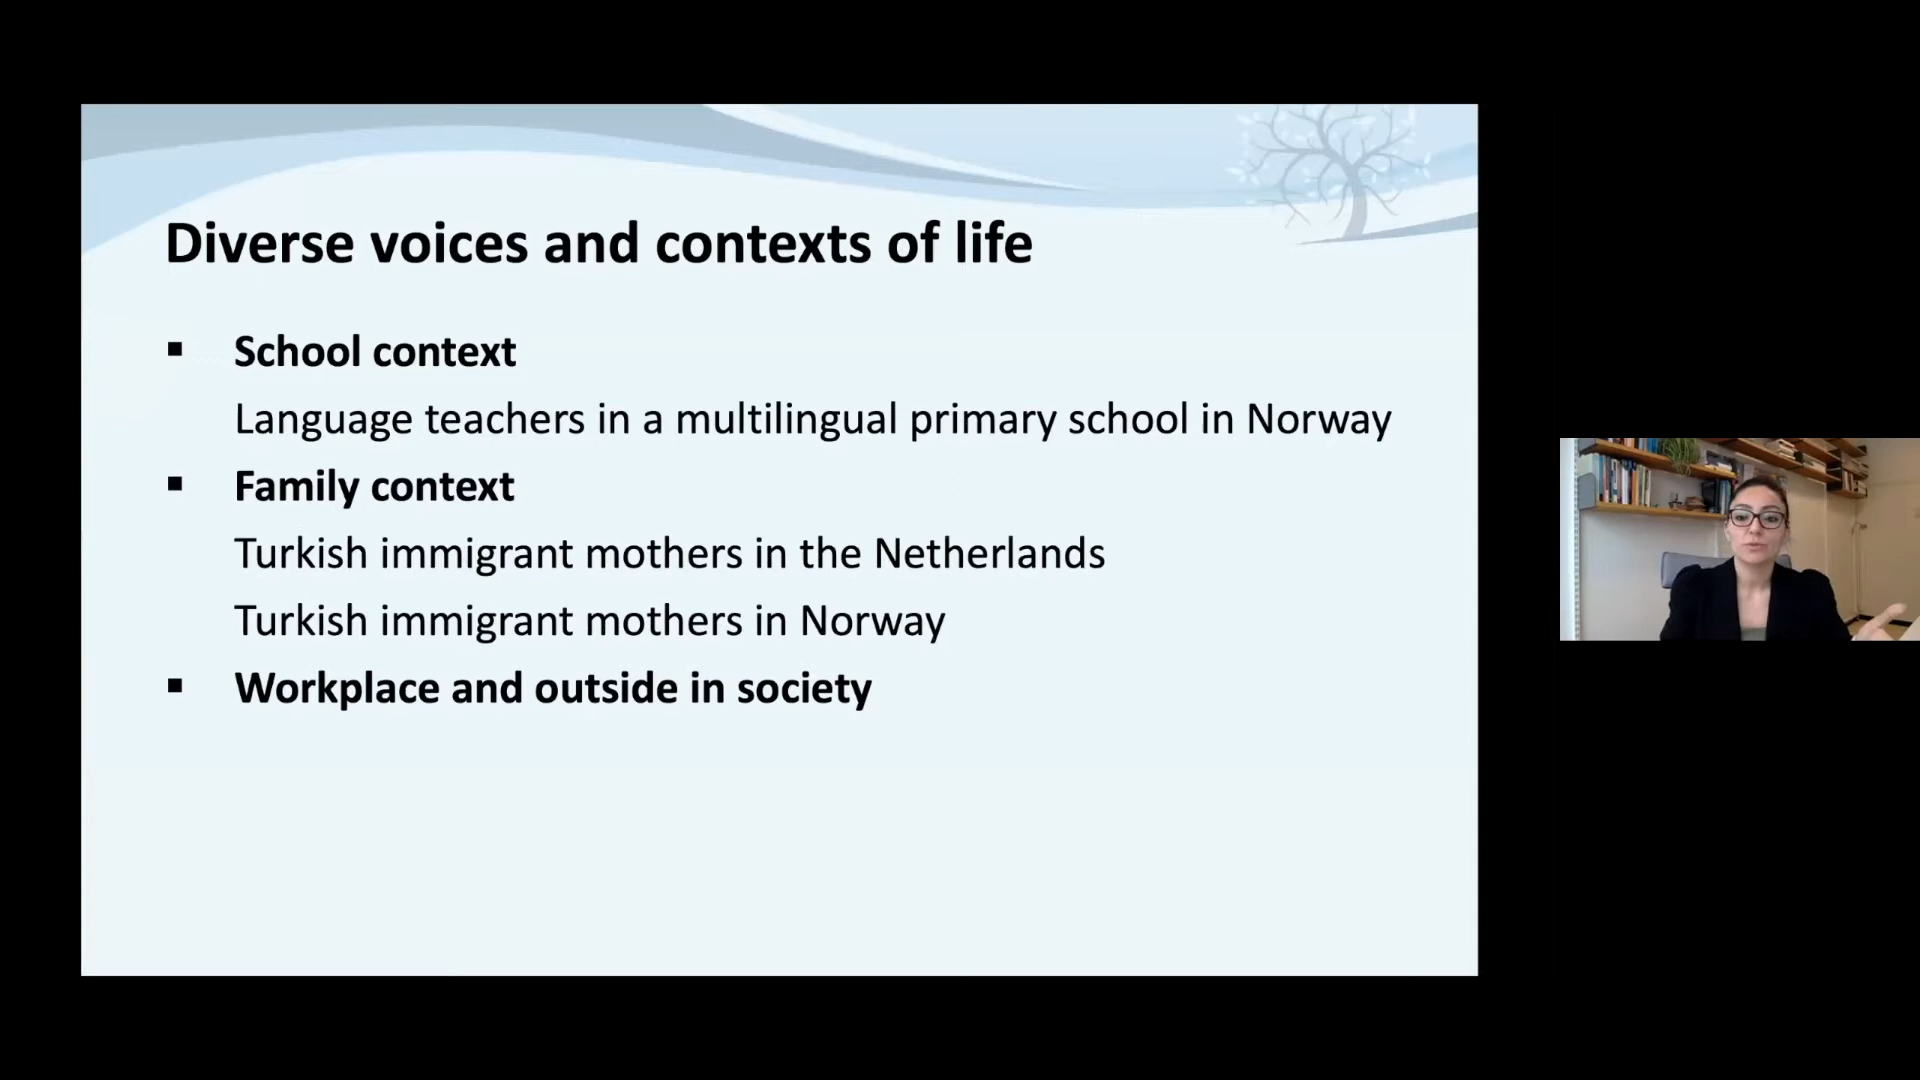 Diverse voices and contexts of life
▪ School context
Language teachers in a multilingual primary school in Norway
▪ Family context
Turkish immigrant mothers in the Netherlands
Turkish immigrant mothers in Norway
▪ Workplace and outside in society